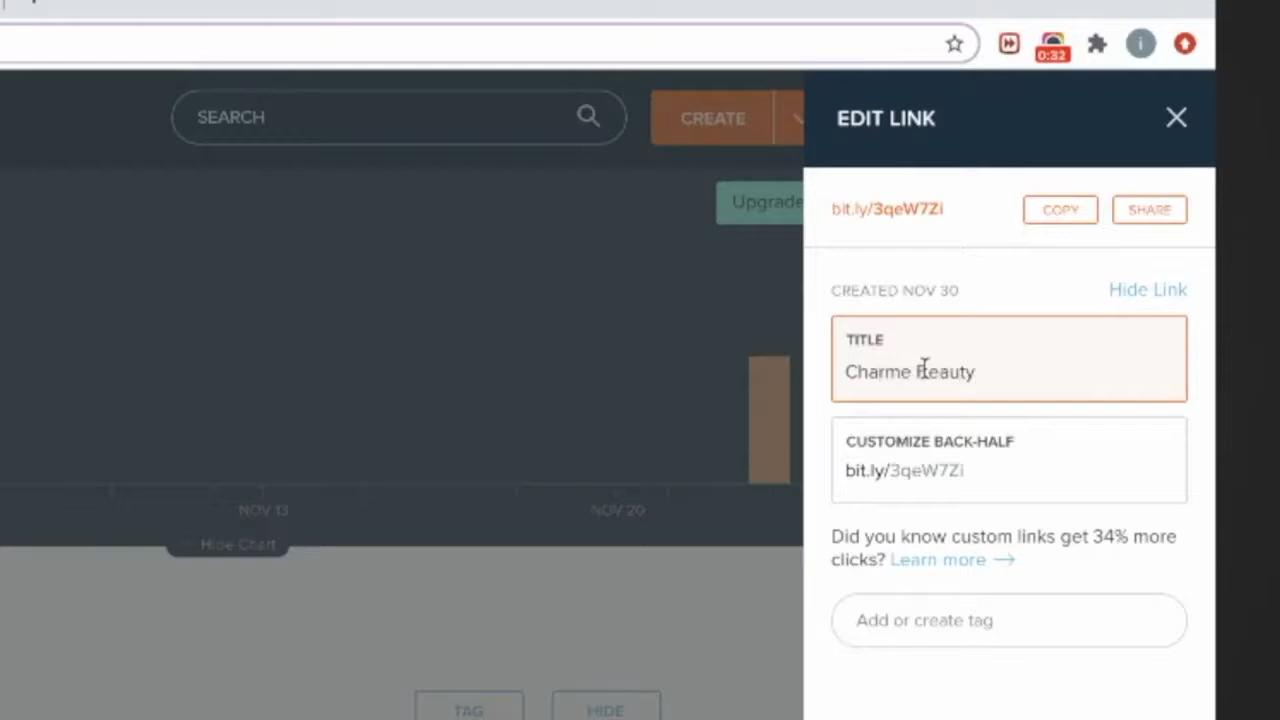 0:32
i
SEARCH
CREATE
EDIT LINK
Upgrade
bit.ly/3qeW7Zi
COPY
SHARE
CREATED NOV 30
Hide Link
TITLE
Charme Beauty
CUSTOMIZE BACK-HALF
bit.ly/3qeW7Zi
NOV 13
NOV 20
Hide Chart
Did you know custom links get 34% more
clicks? Learn more →
Add or create tag
TAG
HIDE